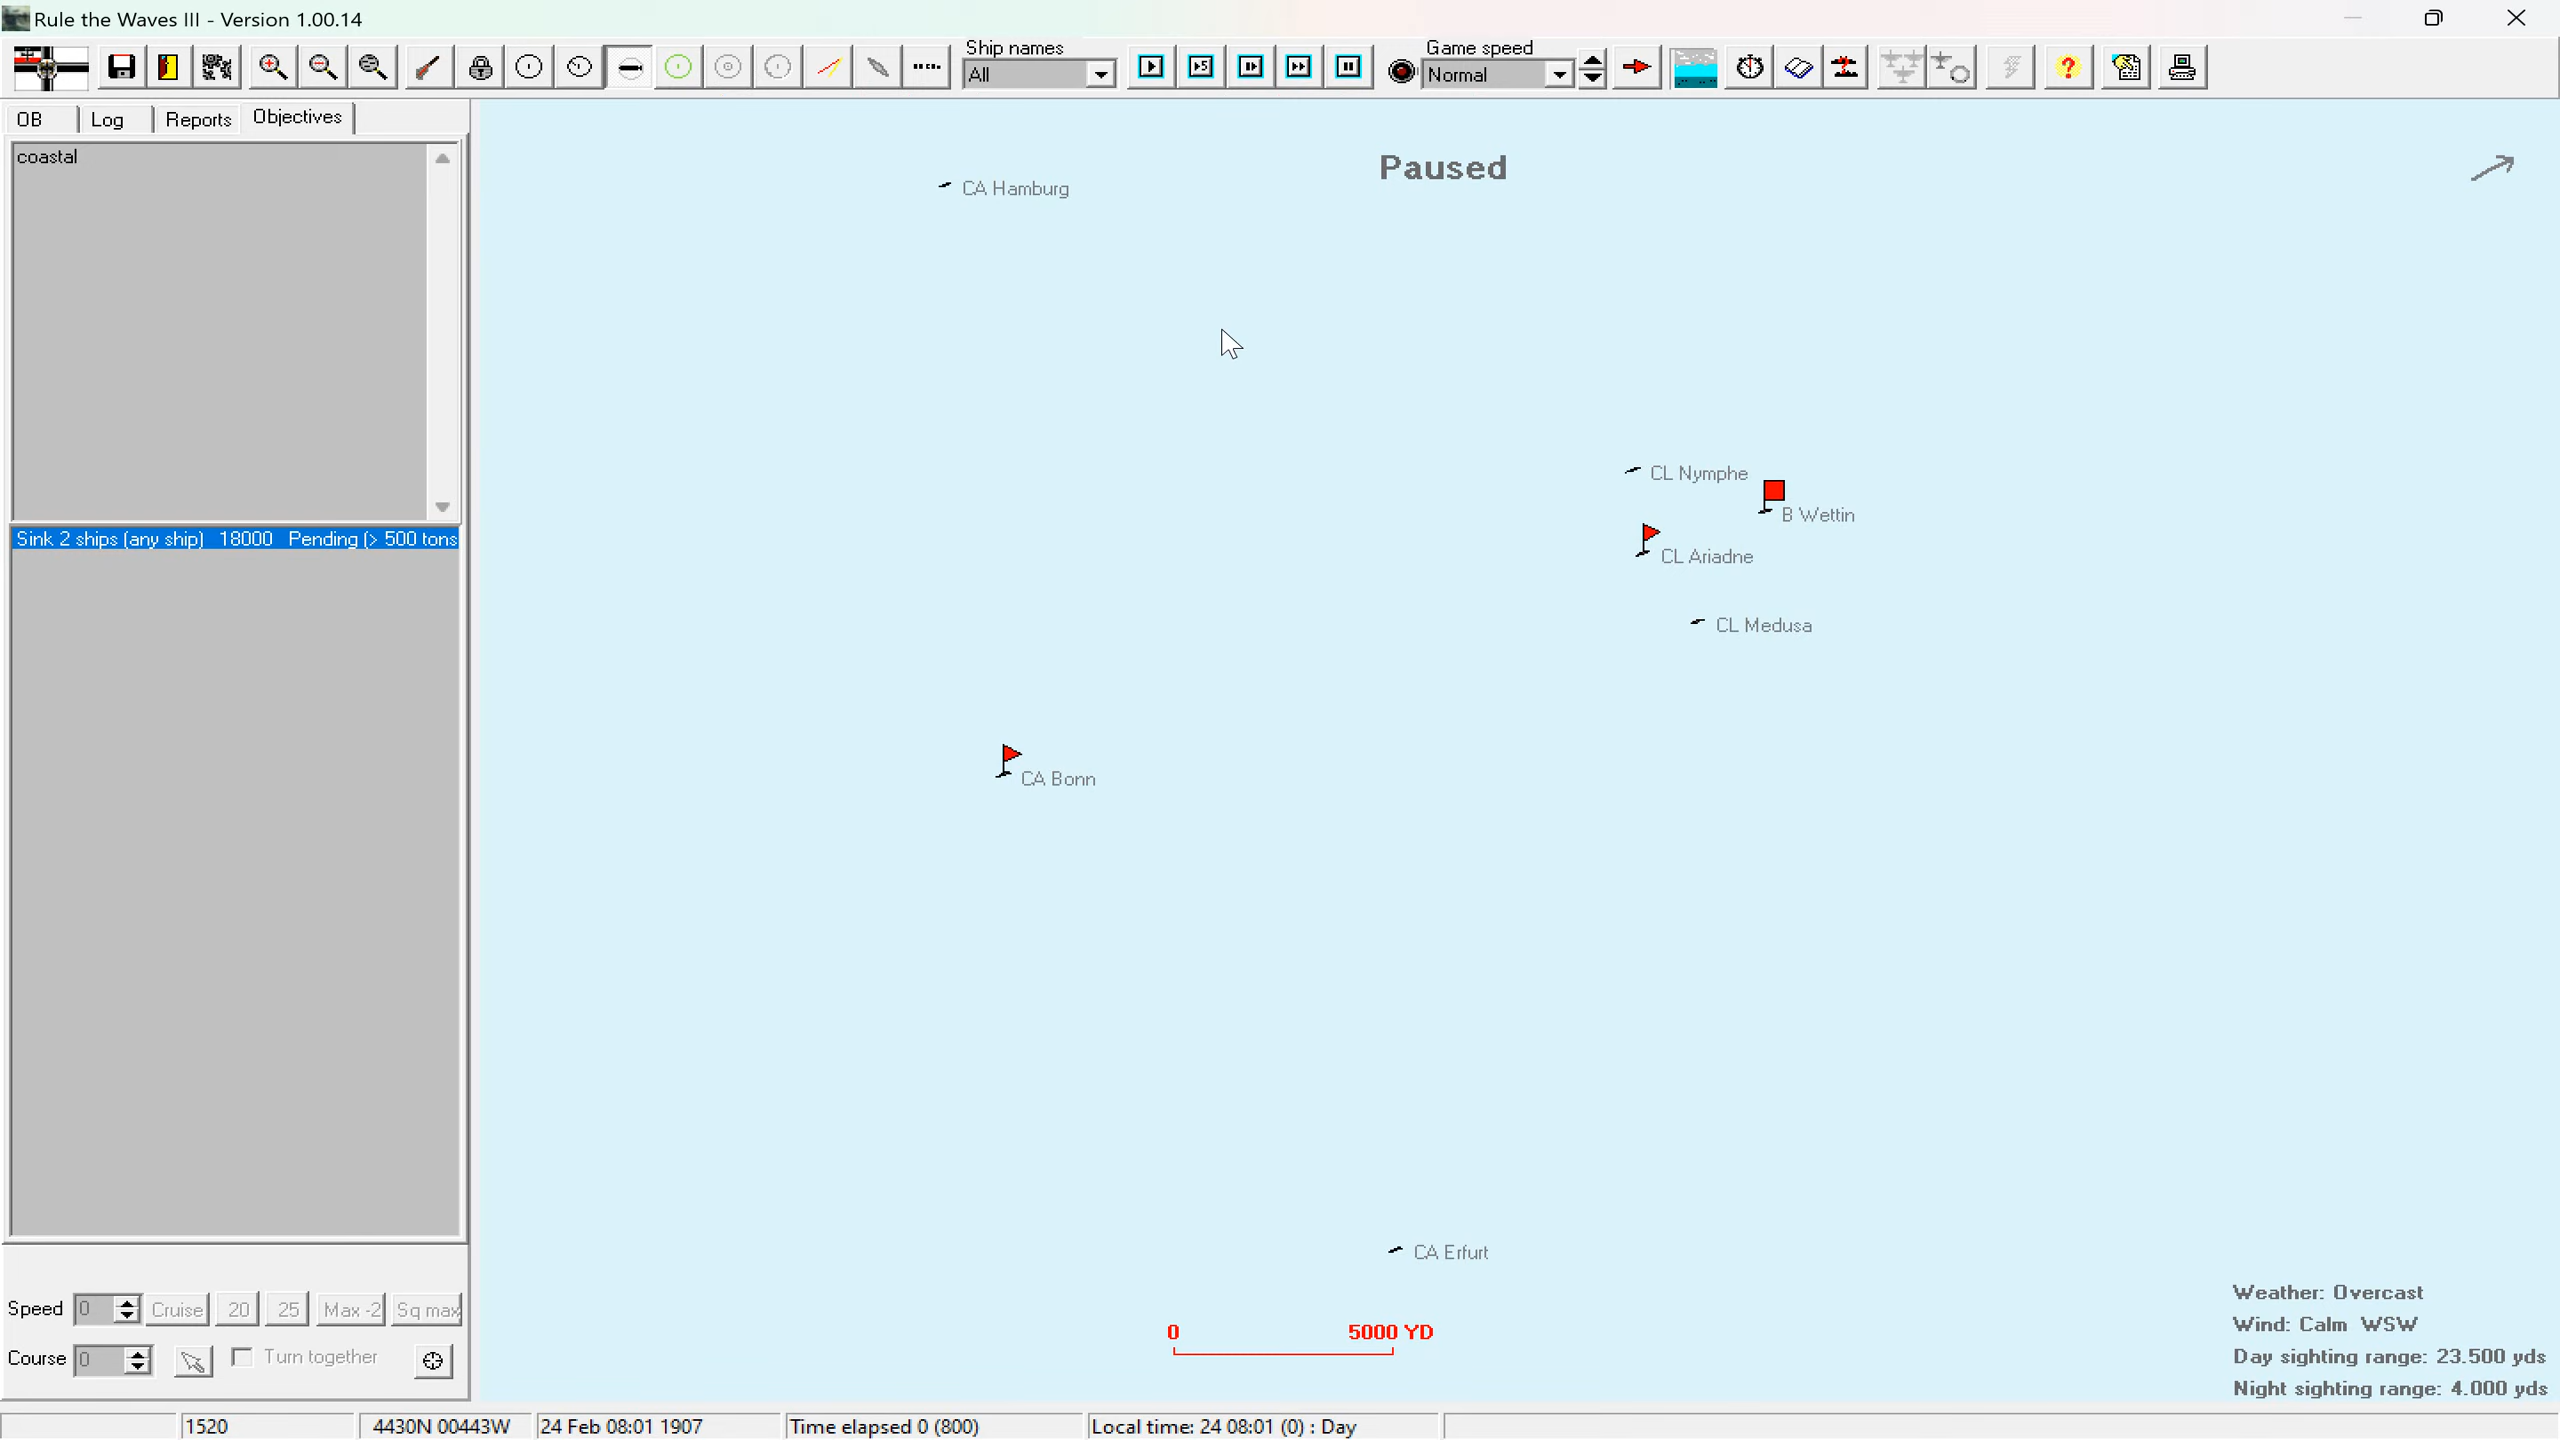 Rule the Waves III - Version 1.00.14
Ship names
All
Game speed
Normal
OB
Log
Reports
Objectives
coastal
Sink 2 ships (any ship) 18000 Pending (> 500 tons
Paused
CA Hamburg
CL Nymphe
B Wettin
CL Ariadne
CL Medusa
CA Bonn
CA Erfurt
0 5000 YD
Weather: Overcast
Wind: Calm WSW
Day sighting range: 23.500 yds
Night sighting range: 4.000 yds
Speed 0 Cruise 20 25 Max -2 Sq max
Course 0 Turn together
1520 4430N 00443W 24 Feb 08:01 1907 Time elapsed 0 (800) Local time: 24 08:01 (0) : Day